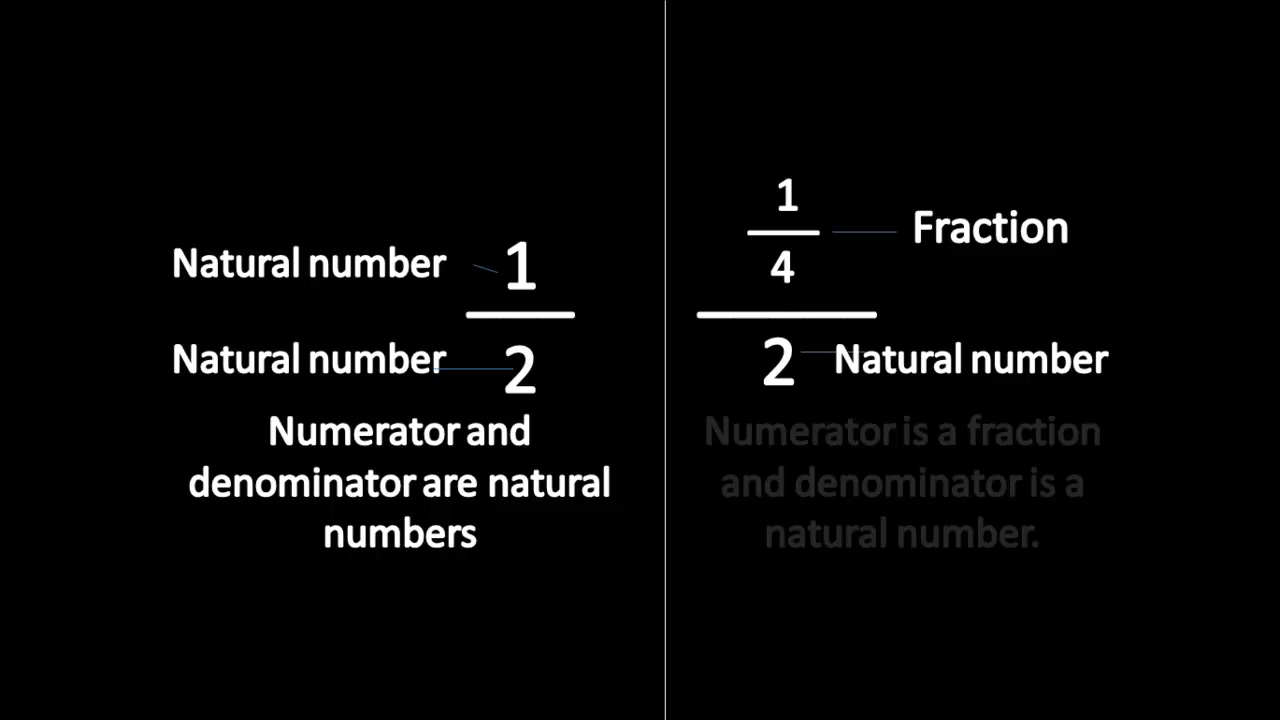 Natural number
1
Natural number
2
Numerator and
denominator are natural
numbers
1
4
Fraction
2
Natural number
Numerator is a fraction
and denominator is a
natural number.